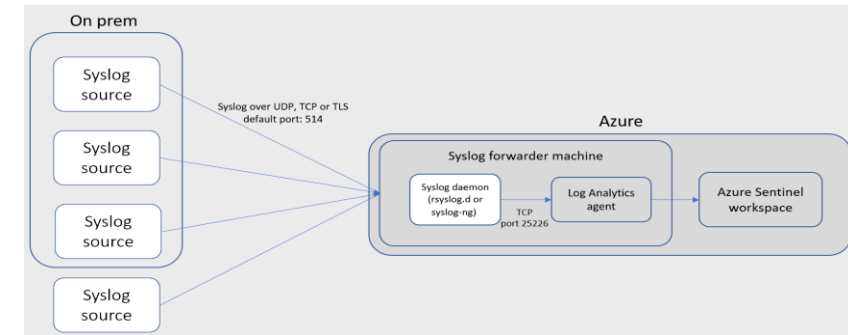 On prem
Syslog
source
Syslog
source
Syslog
source
Syslog
source
Syslog over UDP, TCP or TLS
default port: 514
Azure
Syslog forwarder machine
Syslog daemon
(rsyslog.d or
syslog-ng)
TCP
port 25226
Log Analytics
agent
Azure Sentinel
workspace